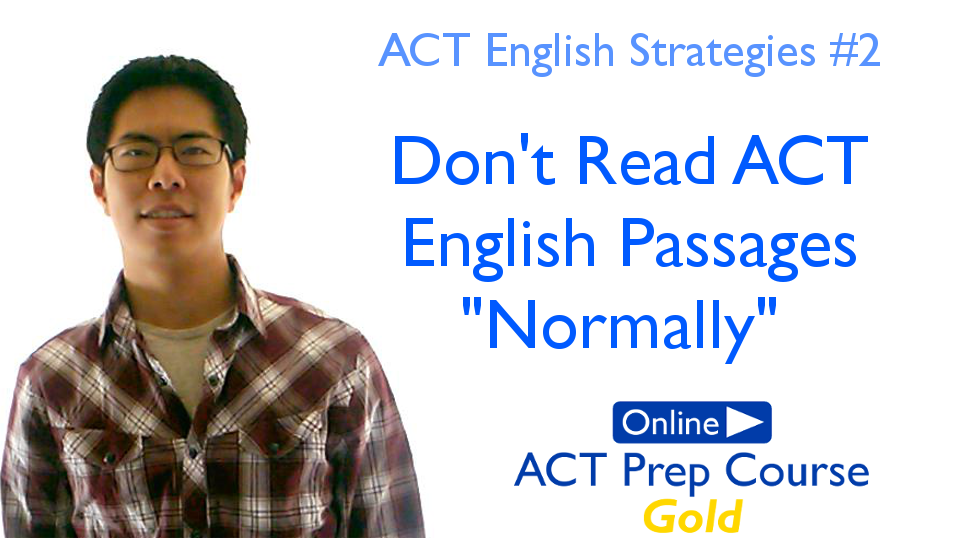 ACT English Strategies #2
Don't Read ACT
English Passages
"Normally"
Online
ACT Prep Course
Gold